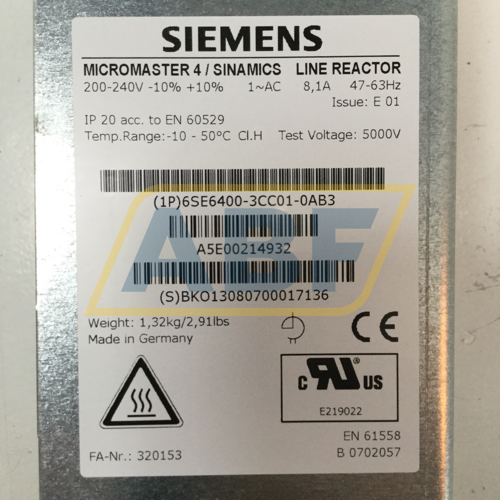 SIEMENS
MICROMASTER 4 / SINAMICS LINE REACTOR
200-240V -10% +10% 1~AC 8,1A 47-63Hz
Issue: E 01
IP 20 acc. to EN 60529
Temp.Range:-10 - 50°C Cl.H Test Voltage: 5000V
(1P)6SE6400-3CC01-0AB3
A5E00214932
(S)BKO13080700017136
ABF
Weight: 1,32kg/2,91lbs
Made in Germany
CE
c RU US
E219022
EN 61558
FA-Nr.: 320153 B 0702057